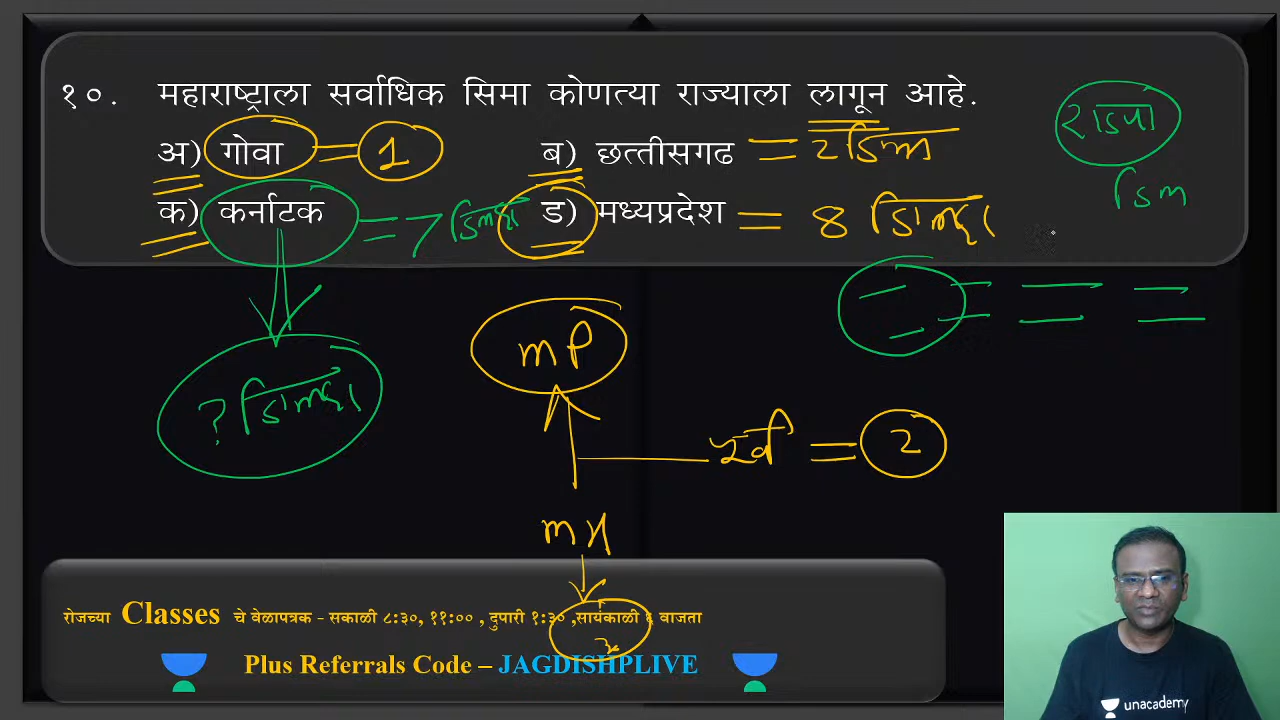 १०. महाराष्ट्राला सर्वाधिक सिमा कोणत्या राज्याला लागून आहे.
अ) गोवा = 1 ब) छत्तीसगढ = 2
क) कर्नाटक = 7 ड) मध्यप्रदेश = 8
?
MP
= 2
MH
रोजच्या Classes चे वेळापत्रक - सकाळी ८:३०, ११:०० , दुपारी १:३० ,सायंकाळी ६ वाजता
Plus Referrals Code – JAGDISHPLIVE
unacademy